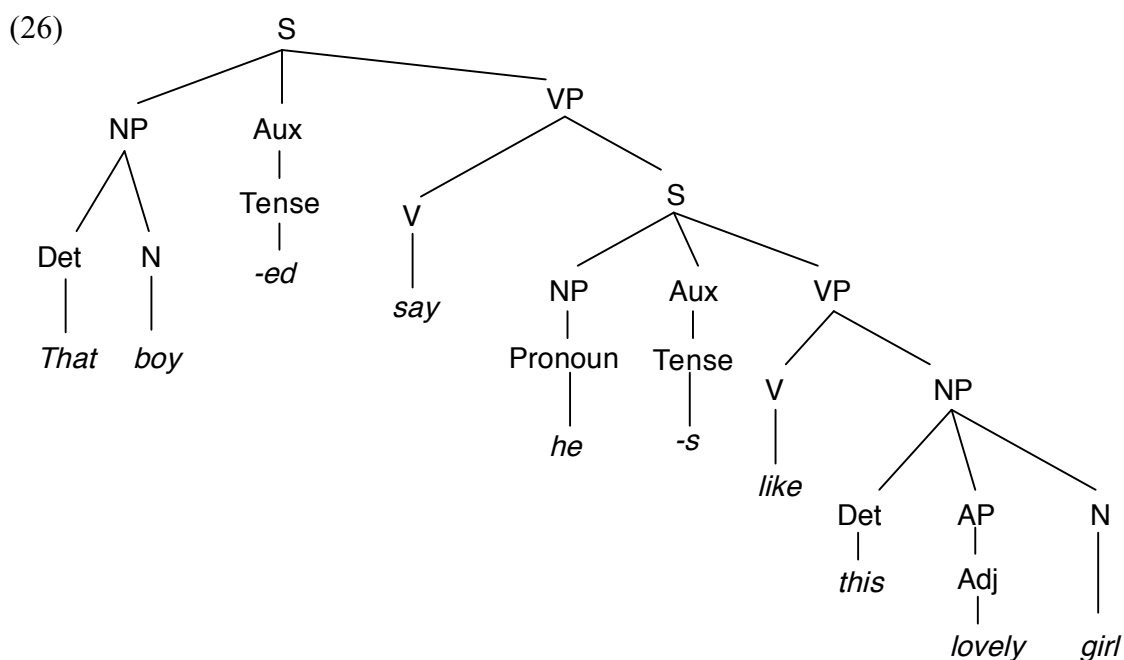 (26) S
VP
NP Aux
Tense
S
V
Det N
-ed
NP Aux VP
say
That boy
Pronoun Tense
V NP
he -s
like
Det AP N
this Adj
lovely girl